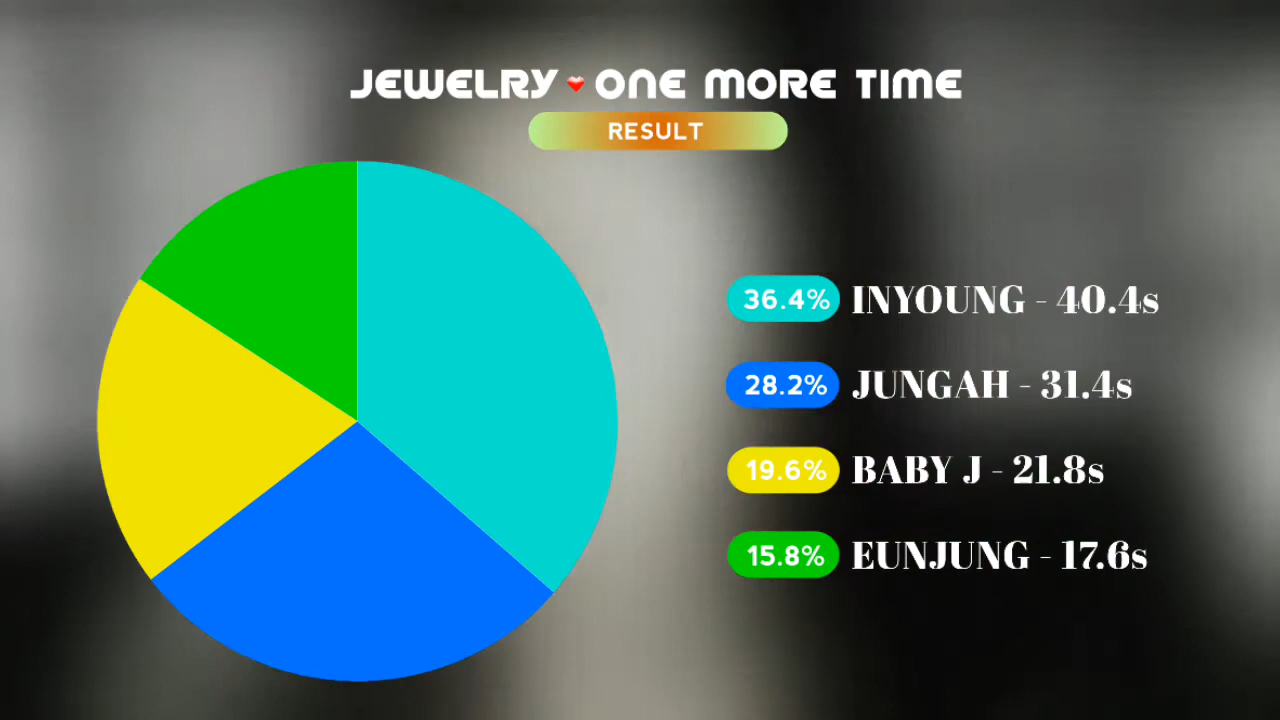 JEWELRY ❤ ONE MORE TIME
RESULT
36.4% INYOUNG - 40.4s
28.2% JUNGAH - 31.4s
19.6% BABY J - 21.8s
15.8% EUNJUNG - 17.6s